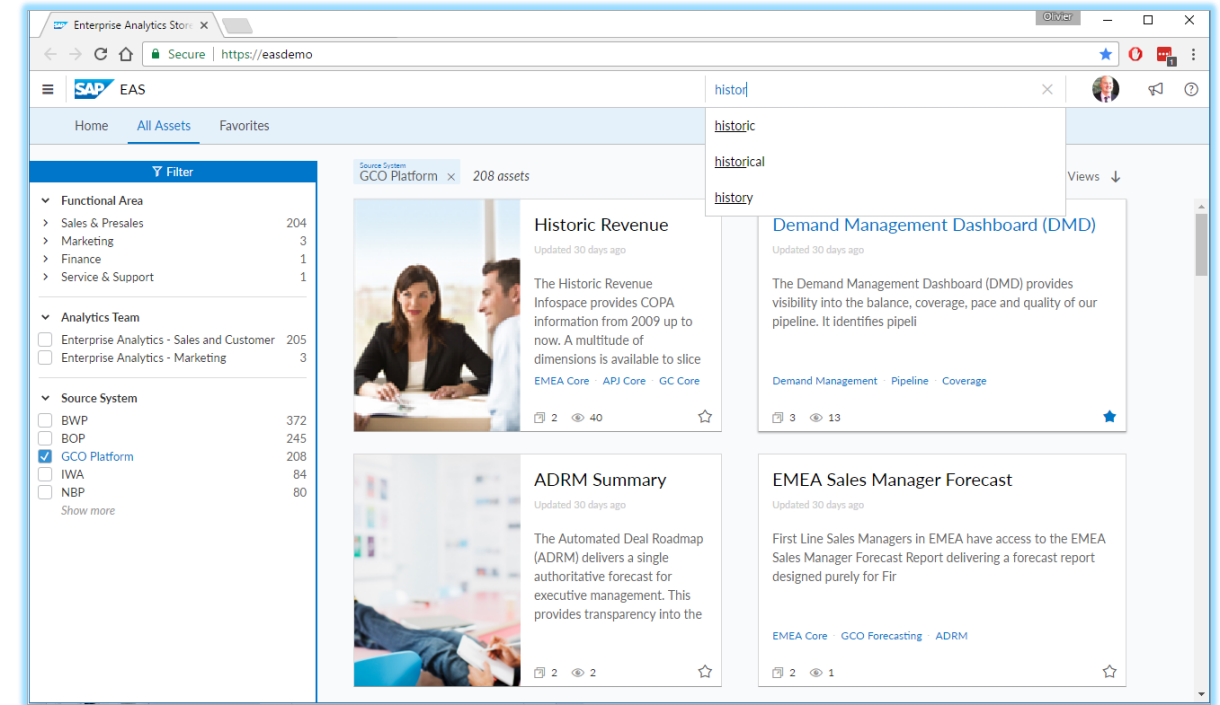 Enterprise Analytics Store
Olivier
Secure | https://easdemo
1
SAP EAS
histor
Home All Assets Favorites
historic
historical
history
Filter
Source System
GCO Platform × 208 assets
Views ↓
Functional Area
Sales & Presales 204
Marketing 3
Finance 1
Service & Support 1
Analytics Team
Enterprise Analytics - Sales and Customer 205
Enterprise Analytics - Marketing 3
Source System
BWP 372
BOP 245
GCO Platform 208
IWA 84
NBP 80
Show more
Historic Revenue
Updated 30 days ago
The Historic Revenue
Infospace provides COPA
information from 2009 up to
now. A multitude of
dimensions is available to slice
EMEA Core · APJ Core · GC Core
2 40
Demand Management Dashboard (DMD)
Updated 30 days ago
The Demand Management Dashboard (DMD) provides
visibility into the balance, coverage, pace and quality of our
pipeline. It identifies pipeli
Demand Management · Pipeline · Coverage
3 13
ADRM Summary
Updated 30 days ago
The Automated Deal Roadmap
(ADRM) delivers a single
authoritative forecast for
executive management. This
provides transparency into the
2 2
EMEA Sales Manager Forecast
Updated 30 days ago
First Line Sales Managers in EMEA have access to the EMEA
Sales Manager Forecast Report delivering a forecast report
designed purely for Fir
EMEA Core · GCO Forecasting · ADRM
2 1